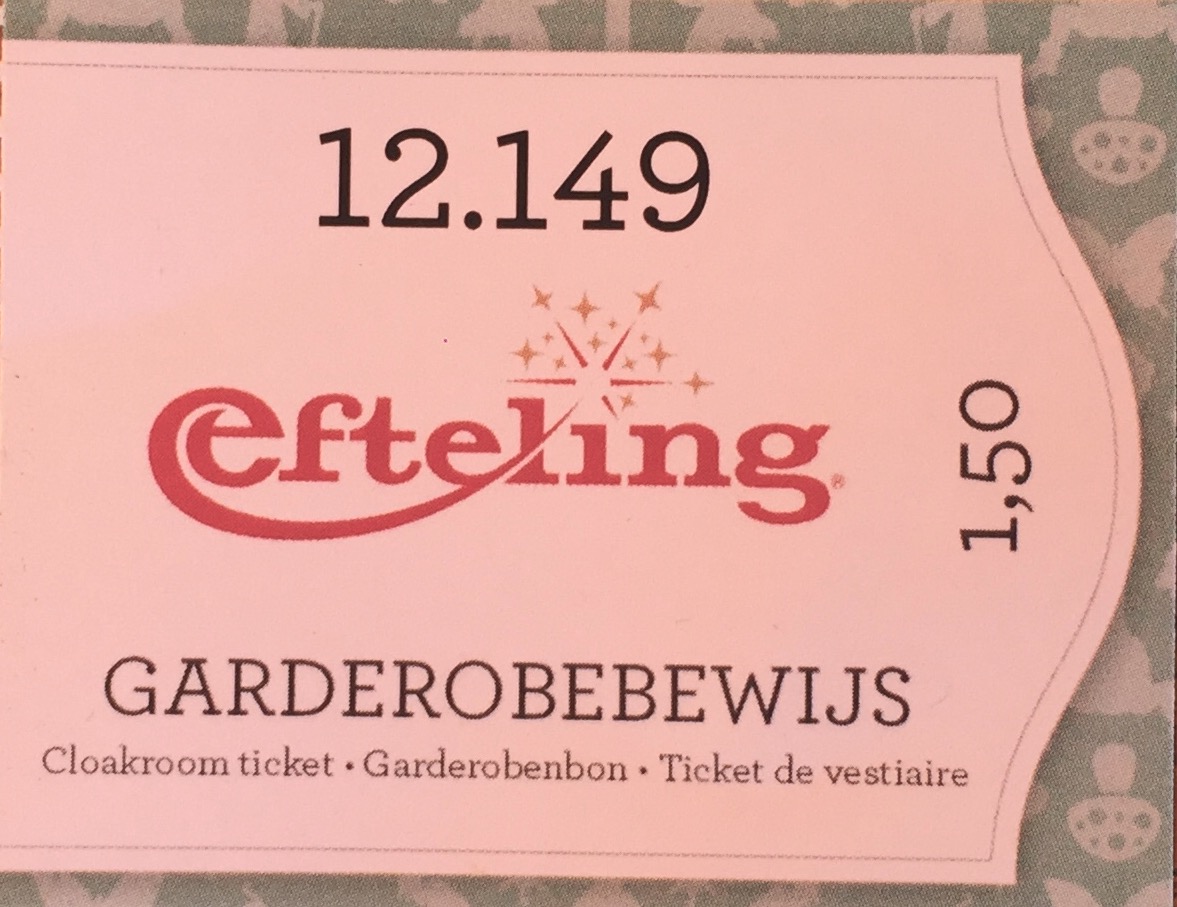 12.149
efteling®
1,50
GARDEROBEBEWIJS
Cloakroom ticket • Garderobenbon • Ticket de vestiaire